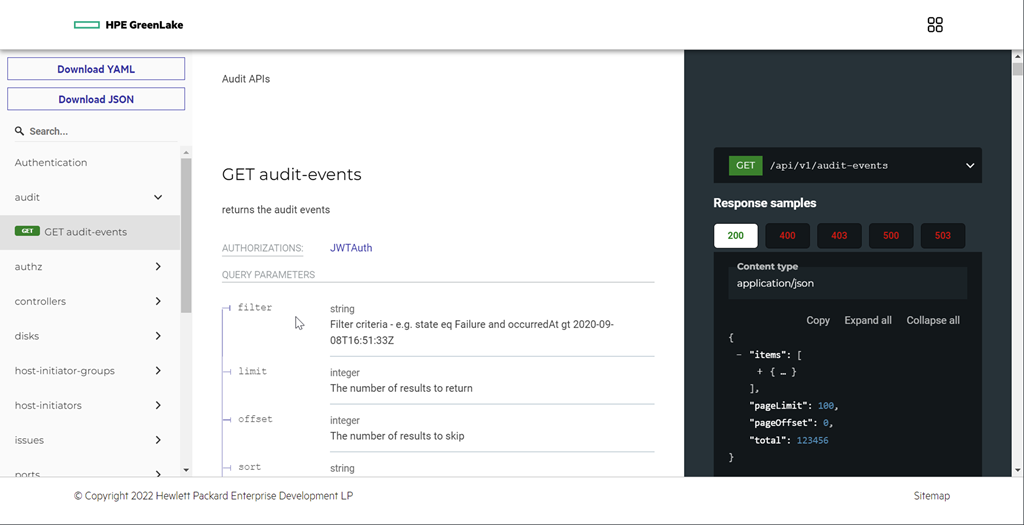 HPE GreenLake
Download YAML
Download JSON
Search...
Authentication
audit
GET GET audit-events
authz
controllers
disks
host-initiator-groups
host-initiators
issues
ports
Audit APIs
GET audit-events
returns the audit events
AUTHORIZATIONS: JWTAuth
QUERY PARAMETERS
filter string
Filter criteria - e.g. state eq Failure and occurredAt gt 2020-09-
08T16:51:33Z
limit integer
The number of results to return
offset integer
The number of results to skip
sort string
GET /api/v1/audit-events
Response samples
200 400 403 500 503
Content type
application/json
Copy Expand all Collapse all
{
− "items": [
+ { … }
],
"pageLimit": 100,
"pageOffset": 0,
"total": 123456
}
© Copyright 2022 Hewlett Packard Enterprise Development LP
Sitemap